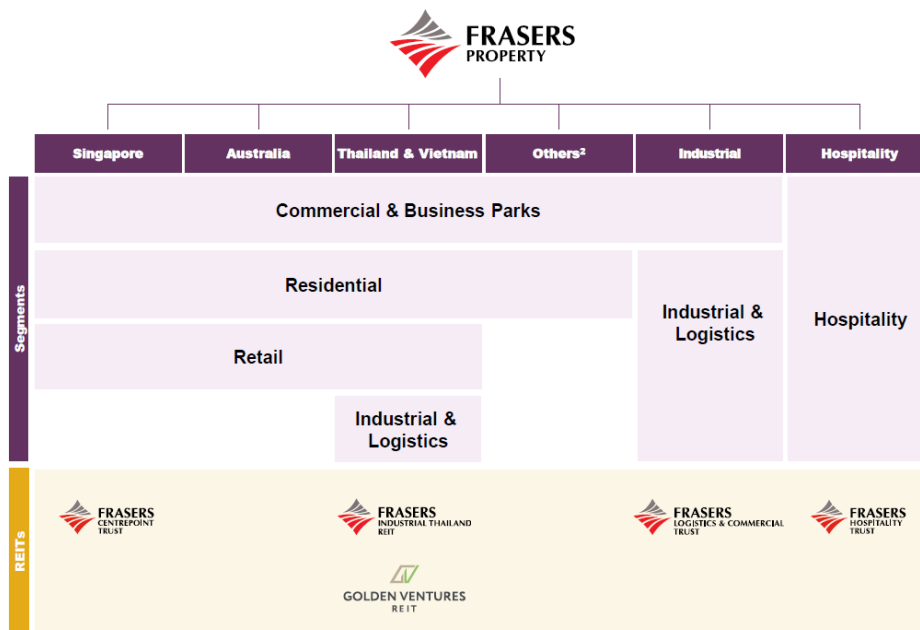 FRASERS
PROPERTY
Singapore
Australia
Thailand & Vietnam
Others²
Industrial
Hospitality
Segments
Commercial & Business Parks
Residential
Industrial &
Logistics
Hospitality
Retail
Industrial &
Logistics
REITs
FRASERS
CENTREPOINT
TRUST
FRASERS
INDUSTRIAL THAILAND
REIT
FRASERS
LOGISTICS & COMMERCIAL
TRUST
FRASERS
HOSPITALITY
TRUST
GOLDEN VENTURES
REIT